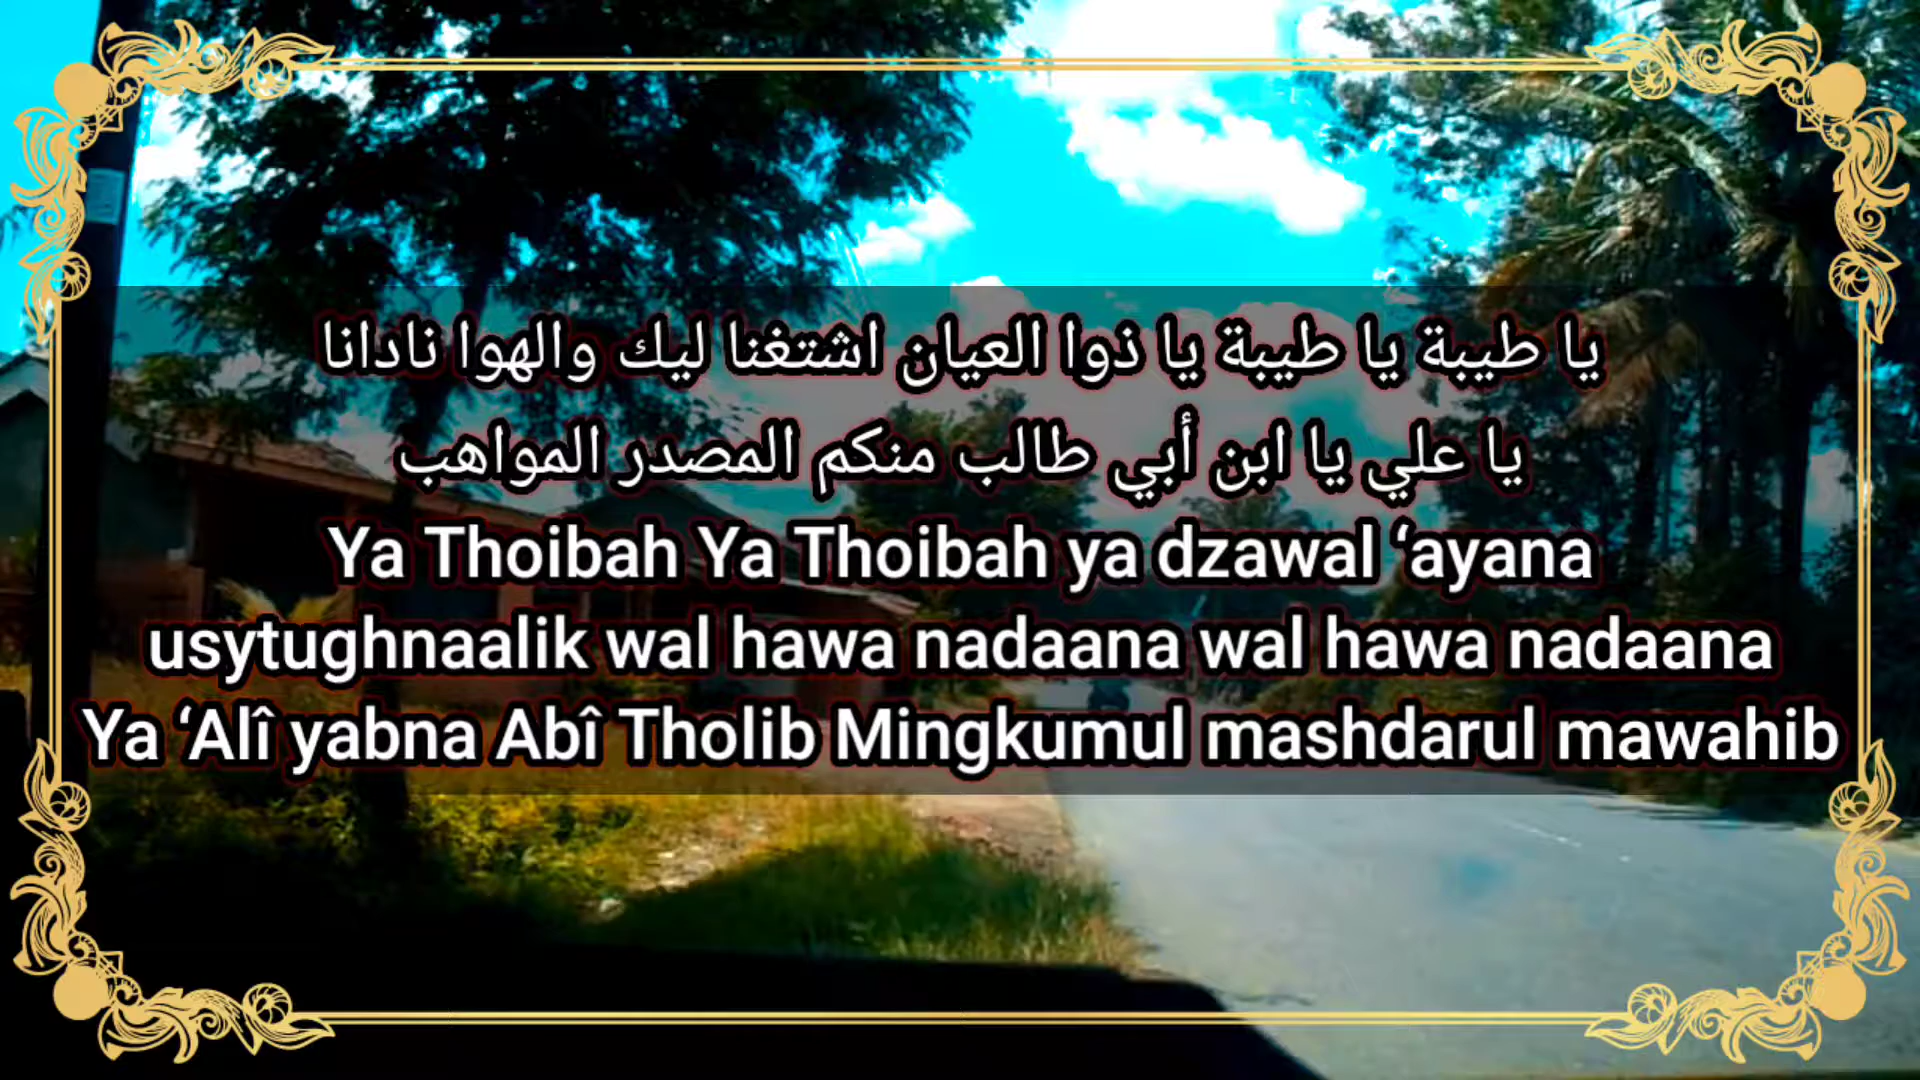 يا طيبة يا طيبة يا ذوا العيان اشتغنا ليك والهوا نادانا
يا علي يا ابن أبي طالب منكم المصدر المواهب
Ya Thoibah Ya Thoibah ya dzawal ‘ayana
usytughnaalik wal hawa nadaana wal hawa nadaana
Ya ‘Alî yabna Abî Tholib Mingkumul mashdarul mawahib